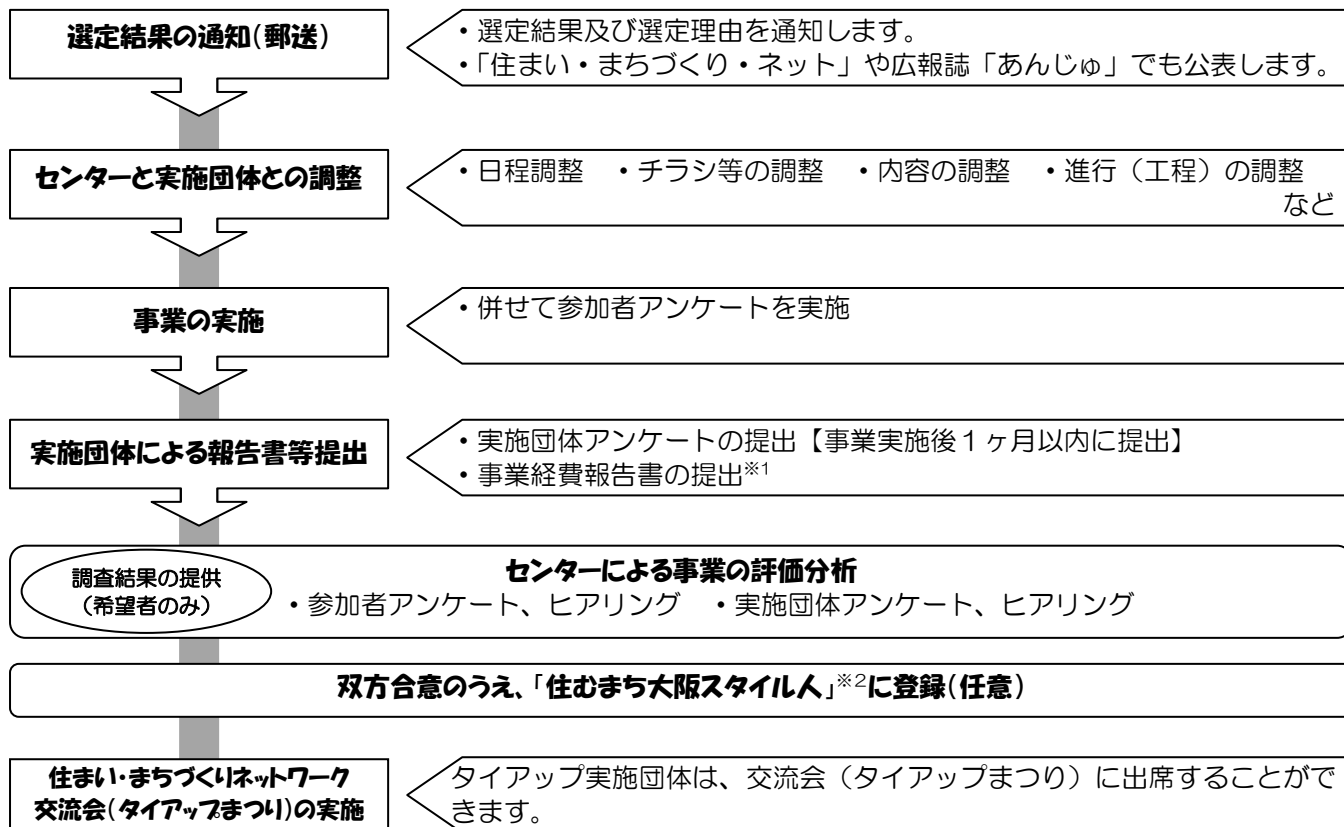 選定結果の通知(郵送)
・選定結果及び選定理由を通知します。
・「住まい・まちづくり・ネット」や広報誌「あんじゅ」でも公表します。
センターと実施団体との調整
・日程調整　・チラシ等の調整　・内容の調整　・進行（工程）の調整
など
事業の実施
・併せて参加者アンケートを実施
実施団体による報告書等提出
・実施団体アンケートの提出【事業実施後１ヶ月以内に提出】
・事業経費報告書の提出※1
調査結果の提供
（希望者のみ）
センターによる事業の評価分析
・参加者アンケート、ヒアリング　・実施団体アンケート、ヒアリング
双方合意のうえ、「住むまち大阪スタイル人」※2に登録(任意)
住まい・まちづくりネットワーク
交流会(タイアップまつり)の実施
タイアップ実施団体は、交流会（タイアップまつり）に出席することがで
きます。